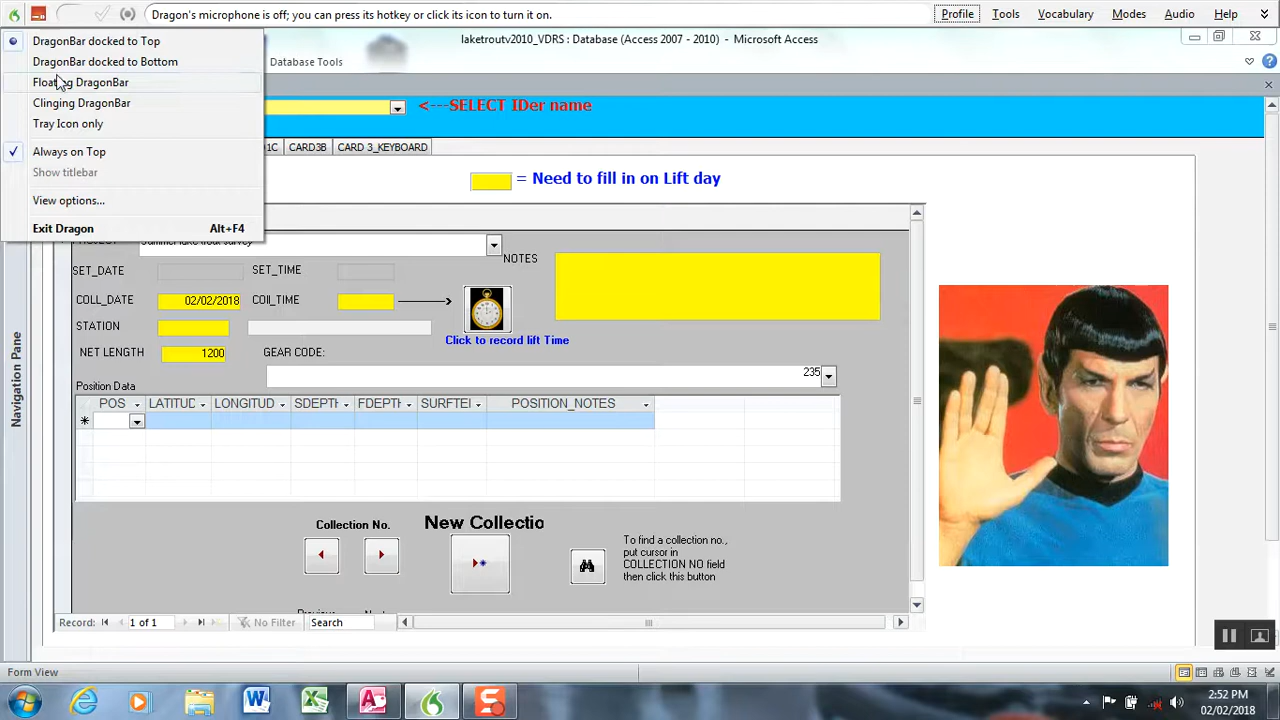 Dragon's microphone is off; you can press its hotkey or click its icon to turn it on.
Profile Tools Vocabulary Modes Audio Help
DragonBar docked to Top
DragonBar docked to Bottom
Floating DragonBar
Clinging DragonBar
Tray Icon only
Always on Top
Show titlebar
View options...
Exit Dragon Alt+F4
laketroutv2010_VDRS : Database (Access 2007 - 2010) - Microsoft Access
Database Tools
<---SELECT IDer name
1C CARD3B CARD 3_KEYBOARD
= Need to fill in on Lift day
NOTES
SET_DATE SET_TIME
COLL_DATE 02/02/2018 COll_TIME
STATION
Click to record lift Time
NET LENGTH 1200 GEAR CODE:
235
Position Data
POS LATITUD LONGITUD SDEPTH FDEPTH SURFTEI POSITION_NOTES
Collection No. New Collectio
To find a collection no.,
put cursor in
COLLECTION NO field
then click this button
Record: 1 of 1 No Filter Search
Navigation Pane
Form View
2:52 PM
02/02/2018